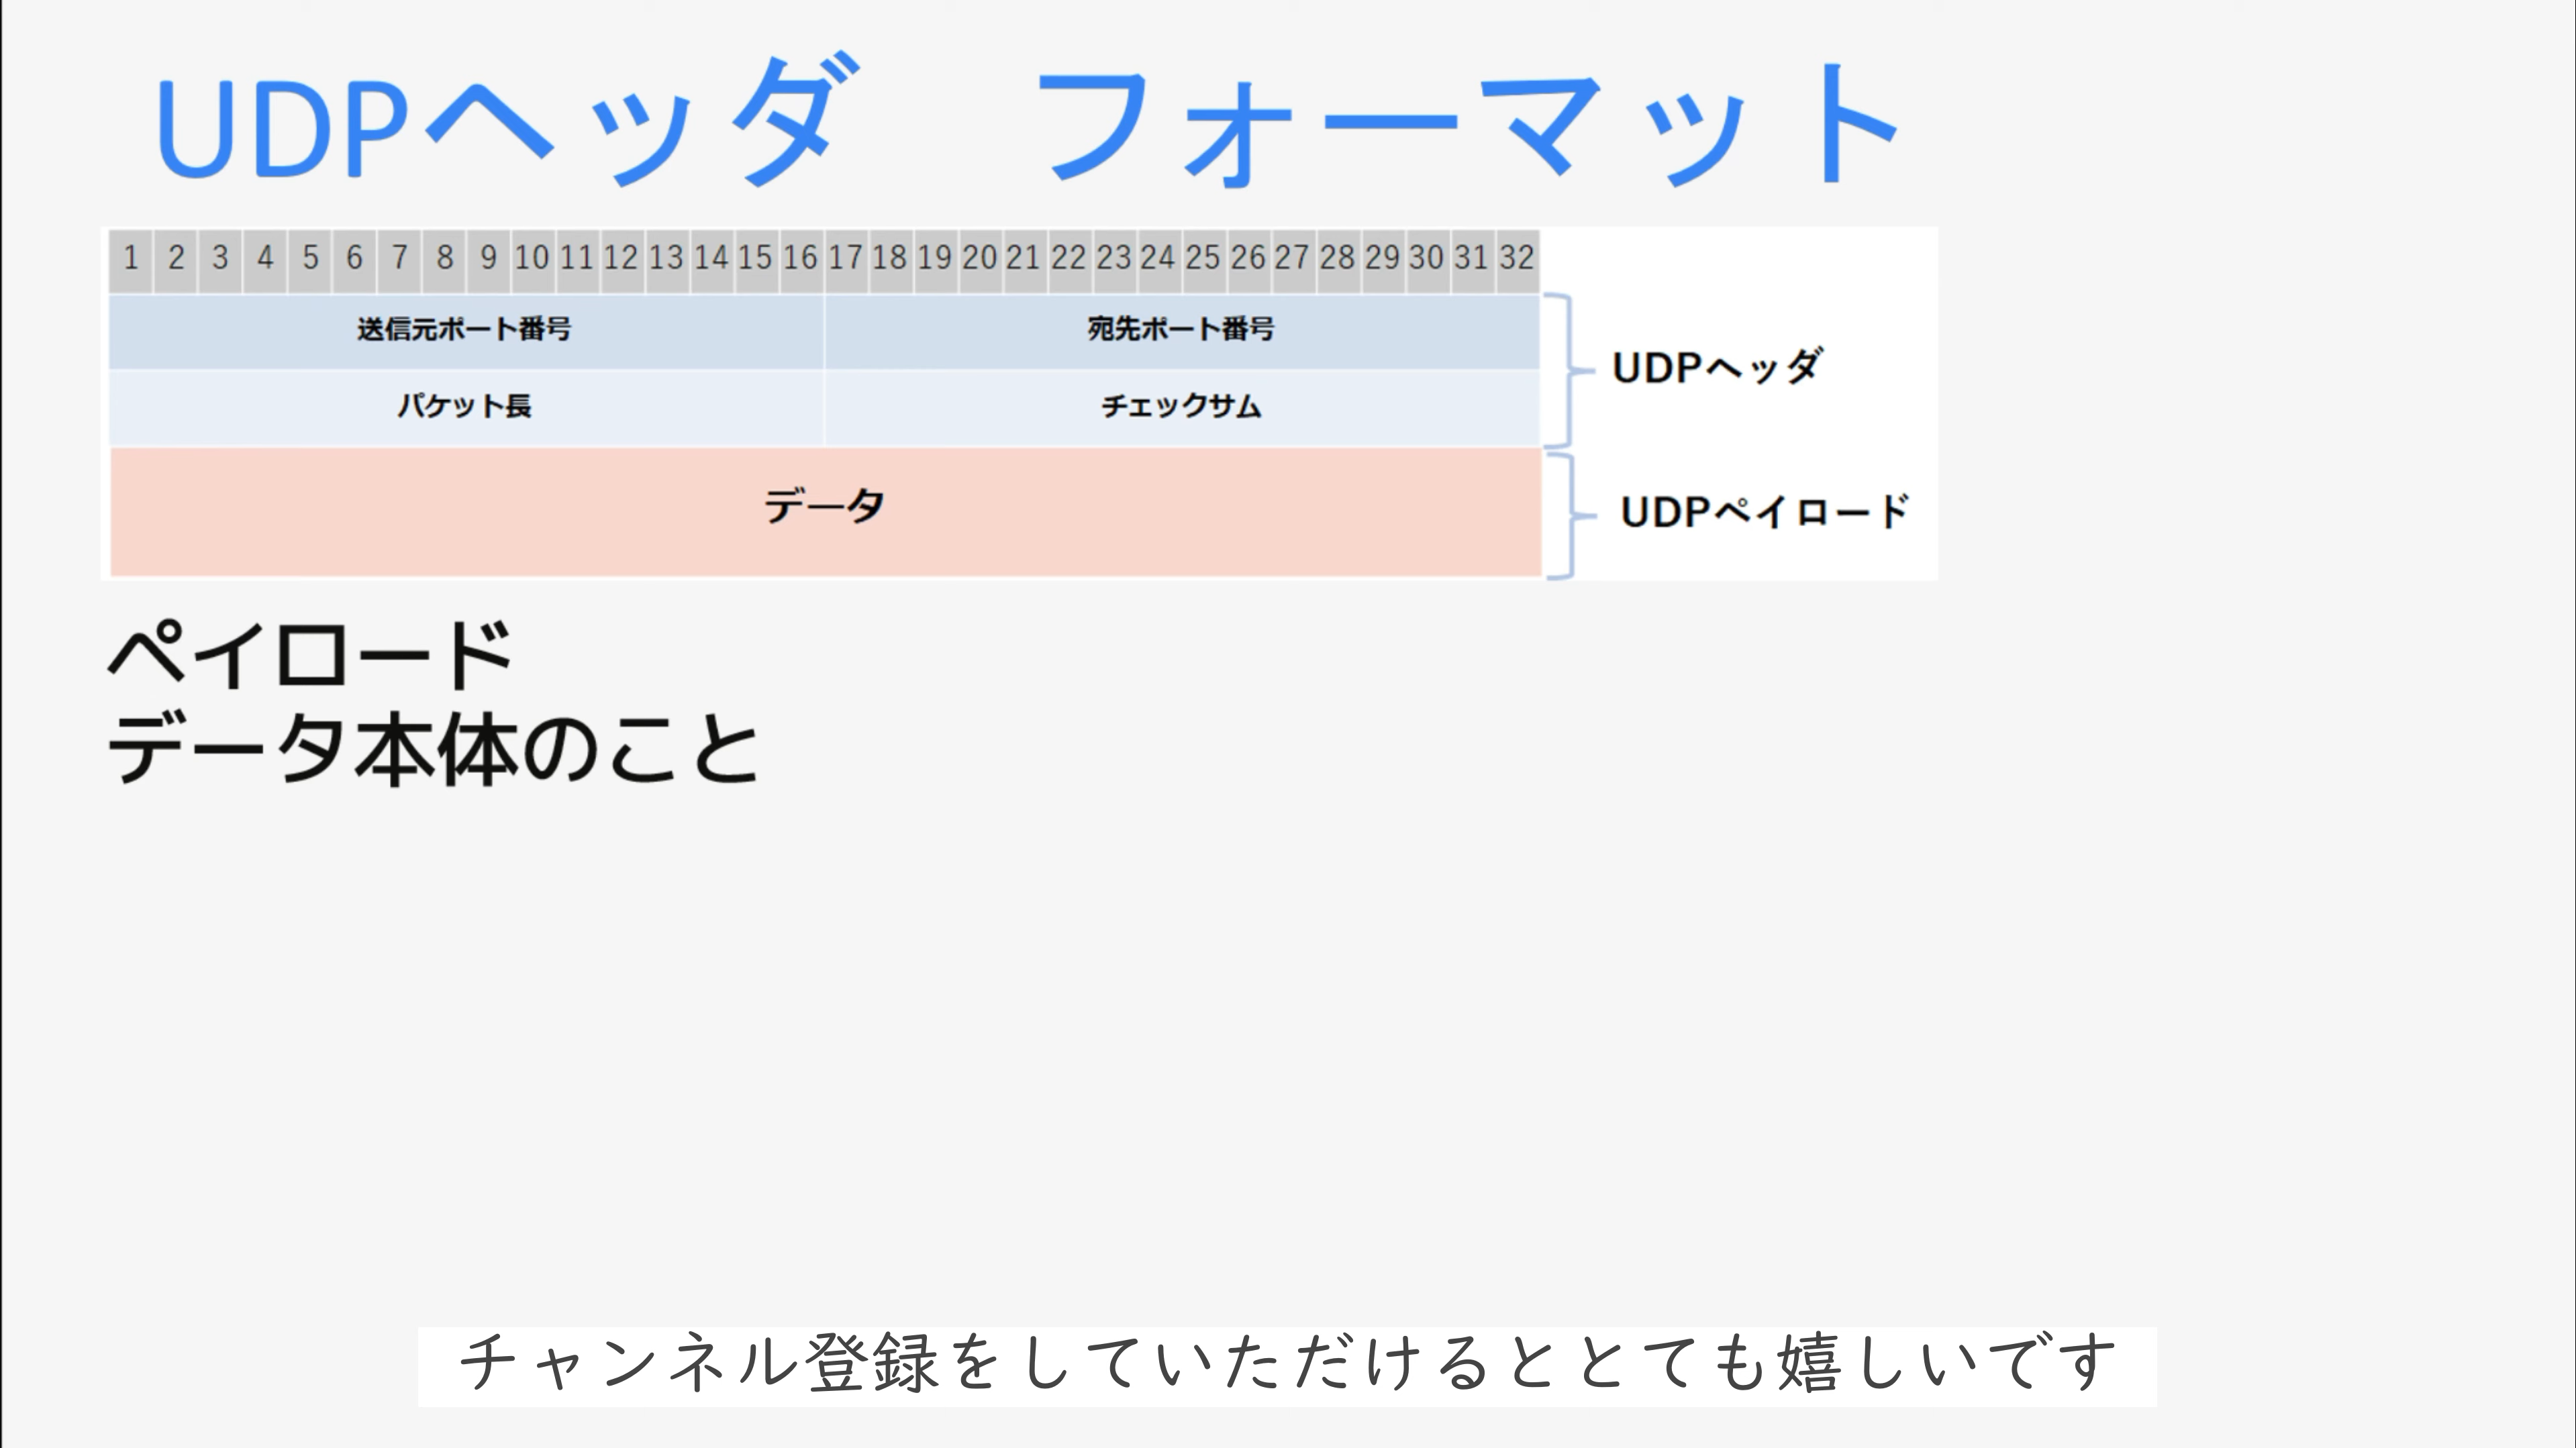 UDPヘッダ　フォーマット
1 2 3 4 5 6 7 8 9 10 11 12 13 14 15 16 17 18 19 20 21 22 23 24 25 26 27 28 29 30 31 32
送信元ポート番号 宛先ポート番号
UDPヘッダ
パケット長 チェックサム
データ
UDPペイロード
ペイロード
データ本体のこと
チャンネル登録をしていただけるととても嬉しいです